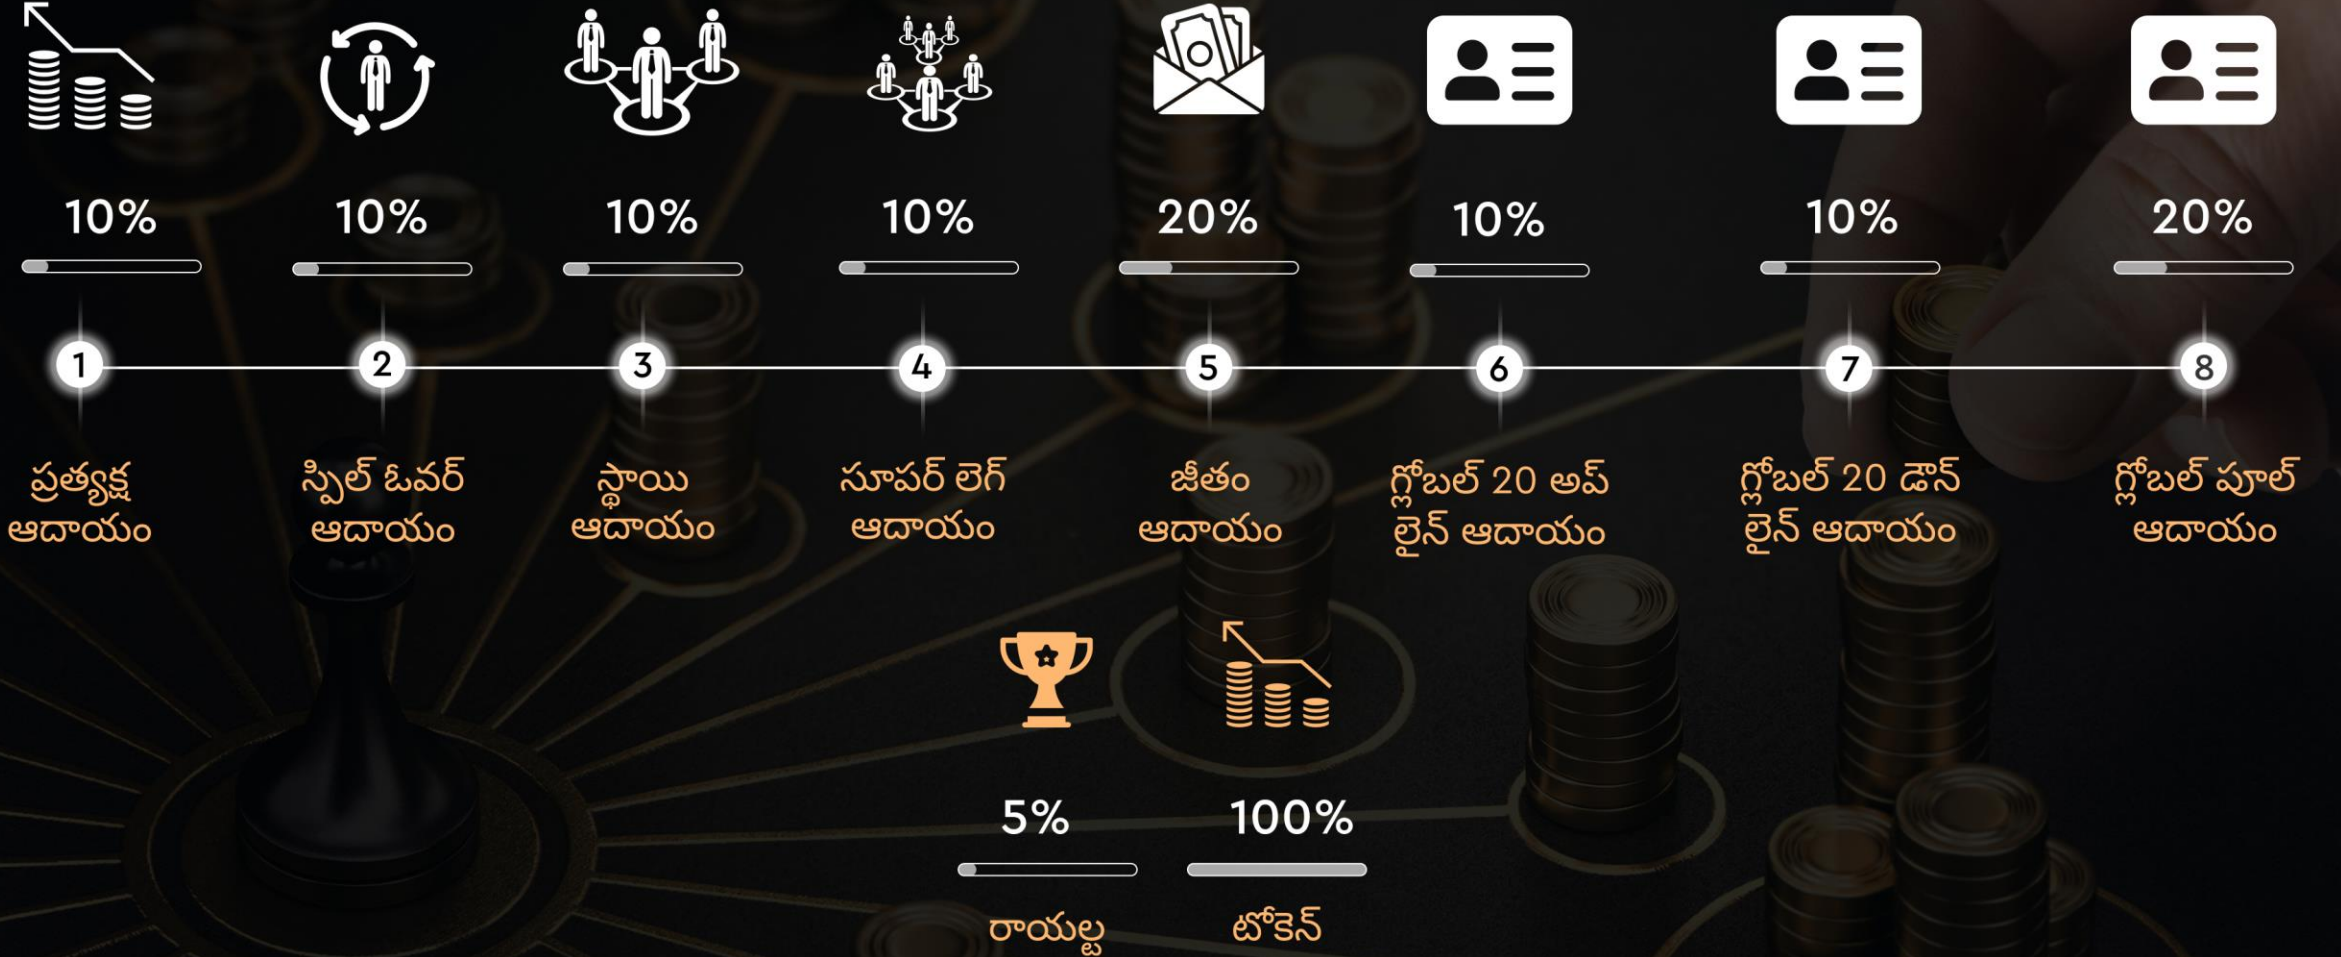 10% 10% 10% 10% 20% 10% 10% 20%
1 2 3 4 5 6 7 8
ప్రత్యక్ష స్పిల్ ఓవర్ స్థాయి సూపర్ లెగ్ జీతం గ్లోబల్ 20 అప్ గ్లోబల్ 20 డౌన్ గ్లోబల్ పూల్
ఆదాయం ఆదాయం ఆదాయం ఆదాయం ఆదాయం లైన్ ఆదాయం లైన్ ఆదాయం ఆదాయం
5% 100%
రాయల్ట టోకెన్